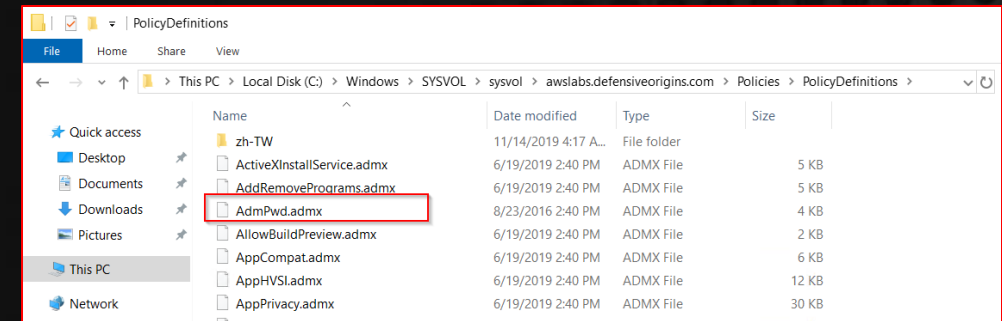 PolicyDefinitions
File Home Share View
This PC > Local Disk (C:) > Windows > SYSVOL > sysvol > awslabs.defensiveorigins.com > Policies > PolicyDefinitions >
Name Date modified Type Size
Quick access
Desktop
Documents
Downloads
Pictures
This PC
Network
zh-TW 11/14/2019 4:17 A... File folder
ActiveXInstallService.admx 6/19/2019 2:40 PM ADMX File 5 KB
AddRemovePrograms.admx 6/19/2019 2:40 PM ADMX File 5 KB
AdmPwd.admx 8/23/2016 2:40 PM ADMX File 4 KB
AllowBuildPreview.admx 6/19/2019 2:40 PM ADMX File 2 KB
AppCompat.admx 6/19/2019 2:40 PM ADMX File 6 KB
AppHVSI.admx 6/19/2019 2:40 PM ADMX File 12 KB
AppPrivacy.admx 6/19/2019 2:40 PM ADMX File 30 KB